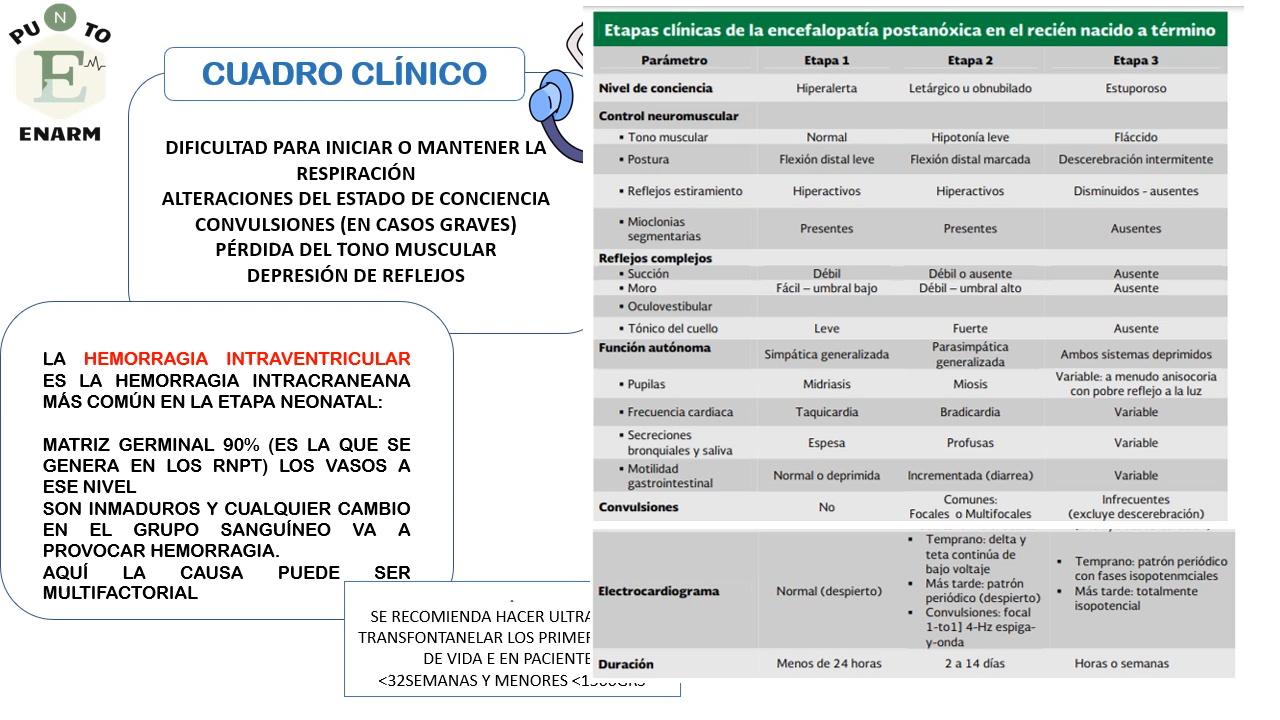 PUNTO
ENARM
CUADRO CLÍNICO
DIFICULTAD PARA INICIAR O MANTENER LA
RESPIRACIÓN
ALTERACIONES DEL ESTADO DE CONCIENCIA
CONVULSIONES (EN CASOS GRAVES)
PÉRDIDA DEL TONO MUSCULAR
DEPRESIÓN DE REFLEJOS
LA HEMORRAGIA INTRAVENTRICULAR
ES LA HEMORRAGIA INTRACRANEANA
MÁS COMÚN EN LA ETAPA NEONATAL:
MATRIZ GERMINAL 90% (ES LA QUE SE
GENERA EN LOS RNPT) LOS VASOS A
ESE NIVEL
SON INMADUROS Y CUALQUIER CAMBIO
EN EL GRUPO SANGUÍNEO VA A
PROVOCAR HEMORRAGIA.
AQUÍ LA CAUSA PUEDE SER
MULTIFACTORIAL
SE RECOMIENDA HACER
TRANSFONTANELAR LOS
DE VIDA E EN
<32SEMANAS Y MENORES
Etapas clínicas de la encefalopatía postanóxica en el recién nacido a término
Parámetro Etapa 1 Etapa 2 Etapa 3
Nivel de conciencia Hiperalerta Letárgico u obnubilado Estuporoso
Control neuromuscular
▪ Tono muscular Normal Hipotonía leve Fláccido
▪ Postura Flexión distal leve Flexión distal marcada Descerebración intermitente
▪ Reflejos estiramiento Hiperactivos Hiperactivos Disminuidos - ausentes
▪ Mioclonias
segmentarias Presentes Presentes Ausentes
Reflejos complejos
▪ Succión Débil Débil o ausente Ausente
▪ Moro Fácil – umbral bajo Débil – umbral alto Ausente
▪ Oculovestibular
▪ Tónico del cuello Leve Fuerte Ausente
Función autónoma Simpática generalizada Parasimpática
generalizada Ambos sistemas deprimidos
▪ Pupilas Midriasis Miosis Variable: a menudo anisocoria
con pobre reflejo a la luz
▪ Frecuencia cardiaca Taquicardia Bradicardia Variable
▪ Secreciones
bronquiales y saliva Espesa Profusas Variable
▪ Motilidad
gastrointestinal Normal o deprimida Incrementada (diarrea) Variable
Convulsiones No Comunes:
Focales o Multifocales Infrecuentes
(excluye descerebración)
Electrocardiograma Normal (despierto)
▪ Temprano: delta y
teta continúa de
bajo voltaje
▪ Más tarde: patrón
periódico (despierto)
▪ Convulsiones: focal
1-to1] 4-Hz espiga-
y-onda
▪ Temprano: patrón periódico
con fases isopotenmciales
▪ Más tarde: totalmente
isopotencial
Duración Menos de 24 horas 2 a 14 días Horas o semanas